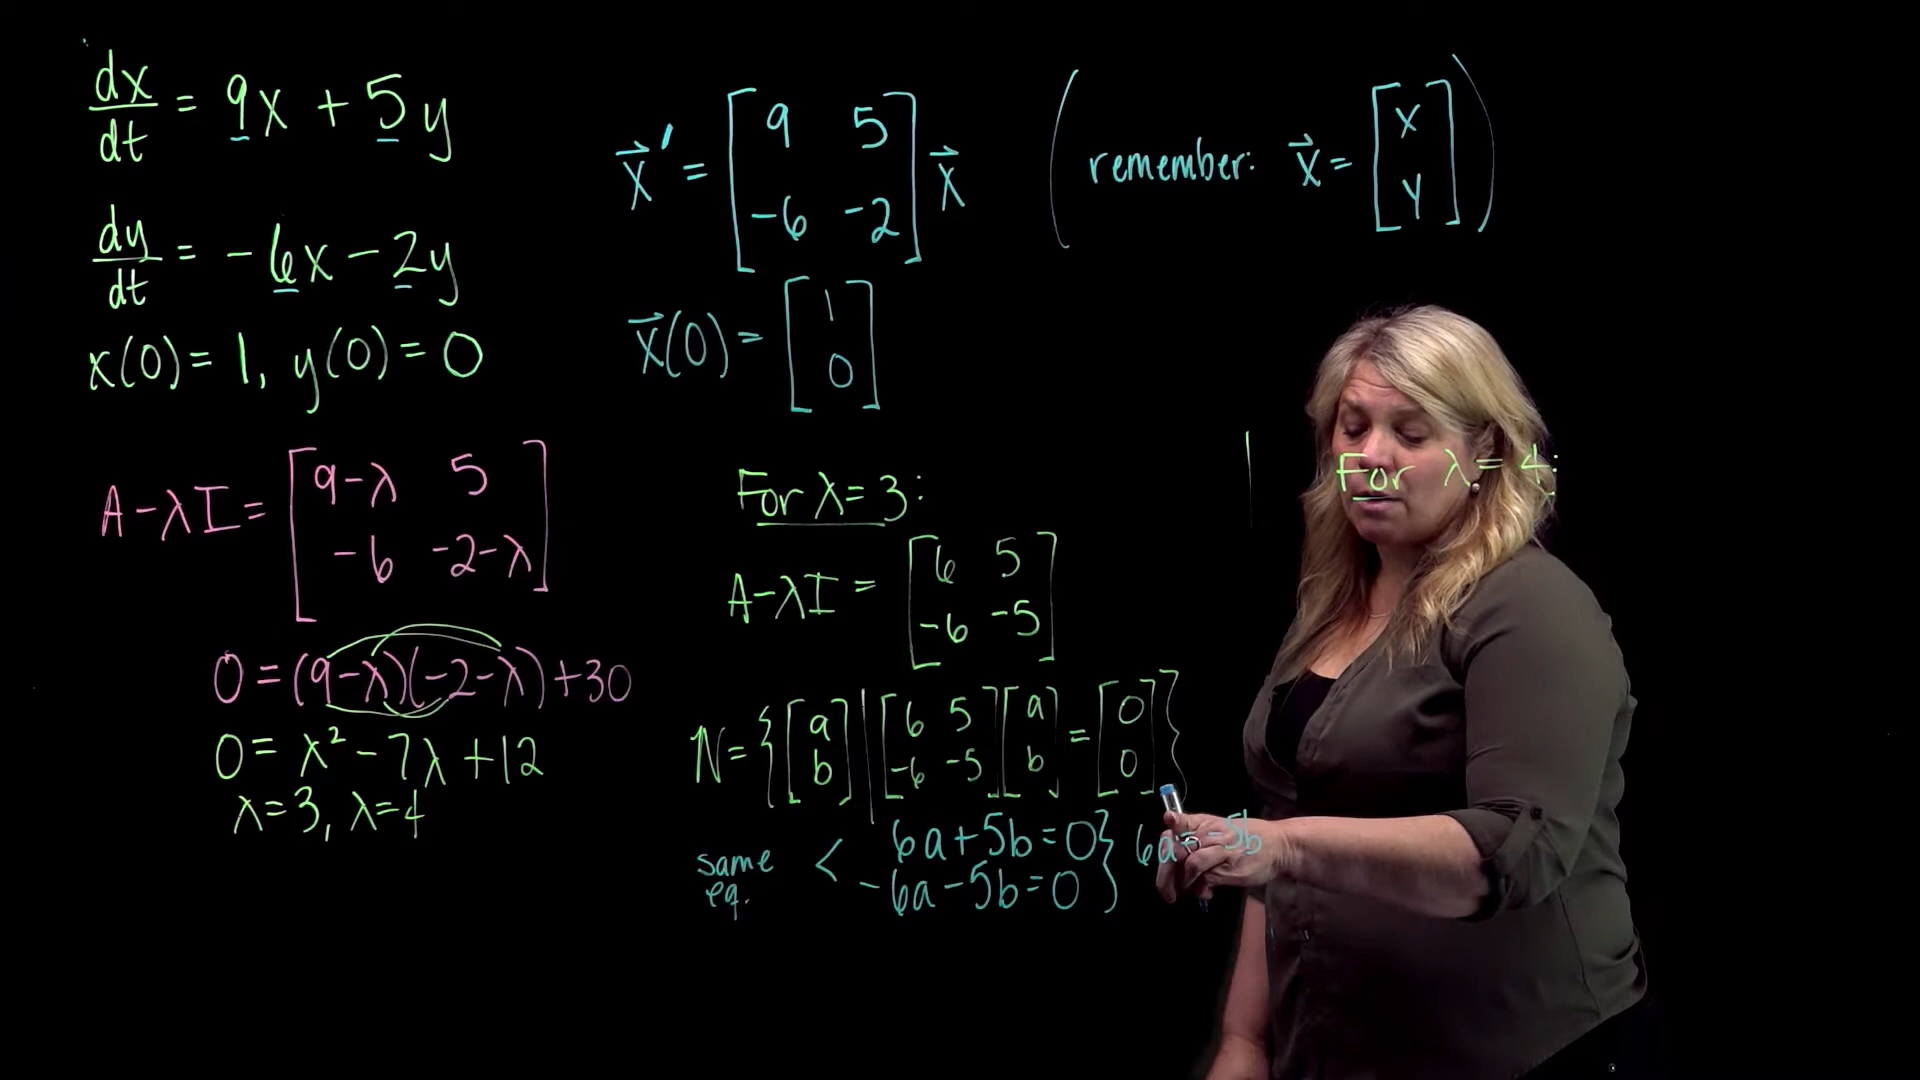 dx/dt = 9x + 5y
dy/dt = -6x - 2y
x(0) = 1, y(0) = 0
x⃗' = [9 5; -6 -2] x⃗
(remember: x⃗ = [x; y])
x⃗(0) = [1; 0]
A-λI = [9-λ 5; -6 -2-λ]
0 = (9-λ)(-2-λ)+30
0 = λ² - 7λ + 12
λ=3, λ=4
For λ=3:
A-λI = [6 5; -6 -5]
N = {[a; b] | [6 5; -6 -5][a; b] = [0; 0]}
same eq. < 6a+5b=0
-6a-5b=0 } 6a=-5b
For λ=4: